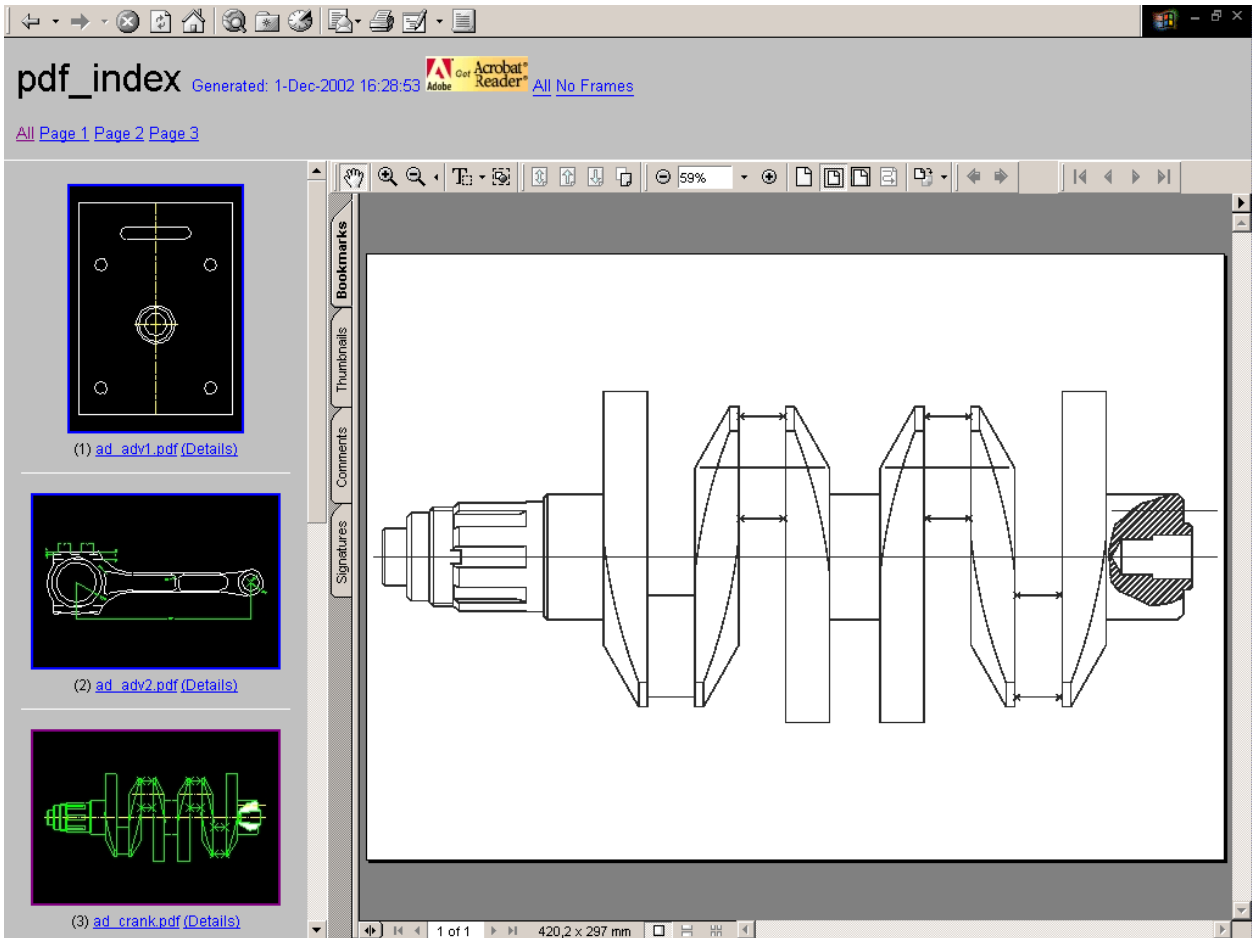 pdf_index Generated: 1-Dec-2002 16:28:53 Adobe Got Acrobat® Reader® All No Frames
All Page 1 Page 2 Page 3
59%
(1) ad_adv1.pdf (Details)
(2) ad_adv2.pdf (Details)
(3) ad_crank.pdf (Details)
Bookmarks
Thumbnails
Comments
Signatures
1 of 1 420,2 x 297 mm